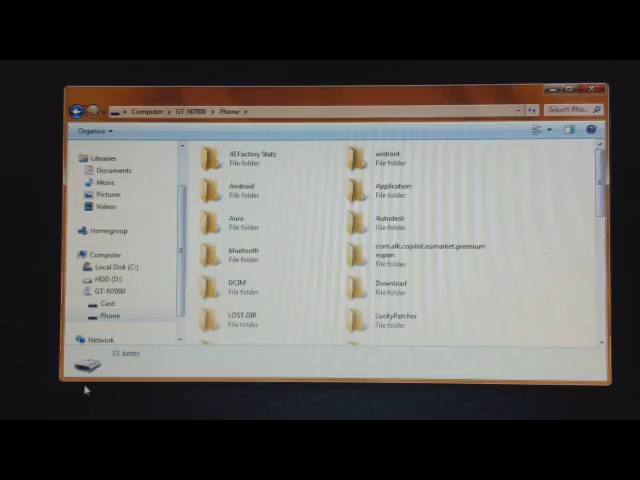 Computer GT-N7000 Phone
Search Pho...
Organize
Libraries
Documents
Music
Pictures
Videos
Homegroup
Computer
Local Disk (C:)
HDD (D:)
GT-N7000
Card
Phone
Network
AI Factory Stats
File folder
android
File folder
Android
File folder
Application
File folder
Aura
File folder
Autodesk
File folder
bluetooth
File folder
com.alk.copilot.eumarket.premium
eupan
File folder
DCIM
File folder
Download
File folder
LOST.DIR
File folder
LuckyPatcher
File folder
33 items